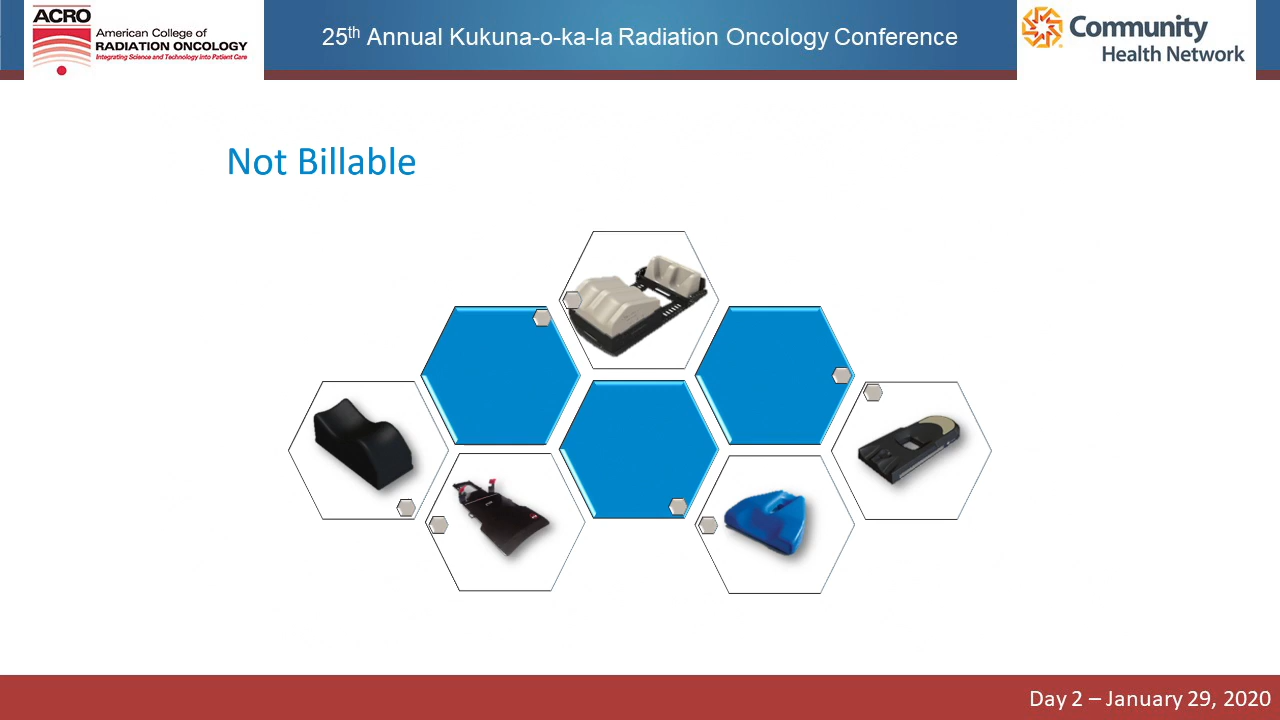 ACRO
American College of
RADIATION ONCOLOGY
Integrating Science and Technology Into Patient Care
25th Annual Kukuna-o-ka-la Radiation Oncology Conference
Community
Health Network
Not Billable
Day 2 – January 29, 2020